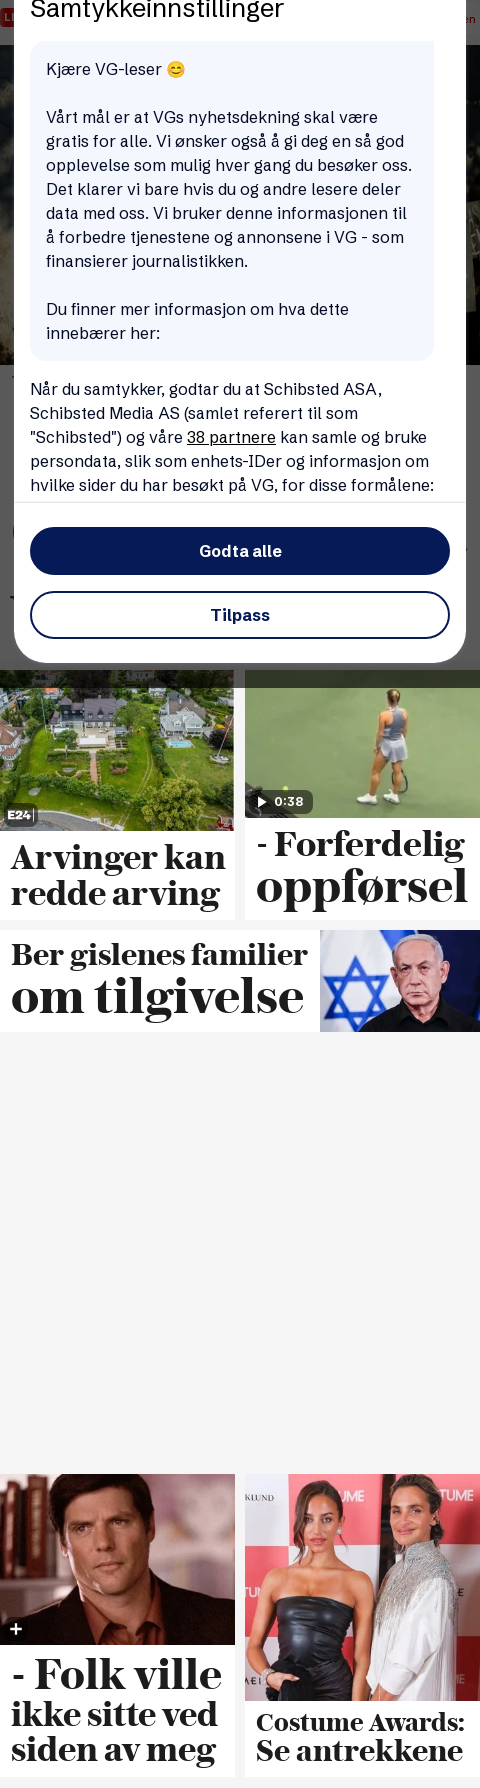 Samtykkeinnstillinger
Kjære VG-leser 😊
Vårt mål er at VGs nyhetsdekning skal være
gratis for alle. Vi ønsker også å gi deg en så god
opplevelse som mulig hver gang du besøker oss.
Det klarer vi bare hvis du og andre lesere deler
data med oss. Vi bruker denne informasjonen til
å forbedre tjenestene og annonsene i VG - som
finansierer journalistikken.
Du finner mer informasjon om hva dette
innebærer her:
Når du samtykker, godtar du at Schibsted ASA,
Schibsted Media AS (samlet referert til som
"Schibsted") og våre 38 partnere kan samle og bruke
persondata, slik som enhets-IDer og informasjon om
hvilke sider du har besøkt på VG, for disse formålene:
Godta alle
Tilpass
E24
0:38
Arvinger kan
redde arving
- Forferdelig
oppførsel
Ber gislenes familier
om tilgivelse
KLUND
TUME
- Folk ville
ikke sitte ved
siden av meg
Costume Awards:
Se antrekkene